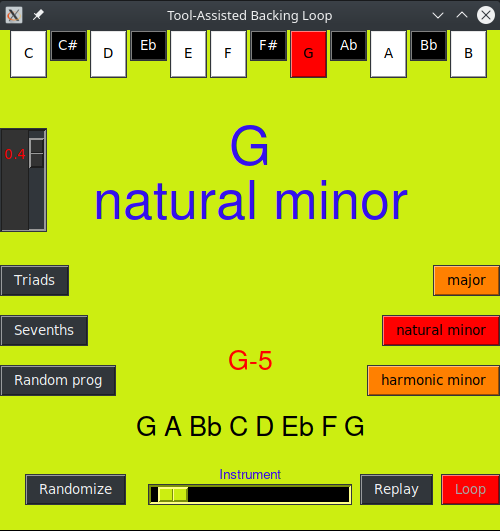 Tool-Assisted Backing Loop
C C# D Eb E F F# G Ab A Bb B
0.4
G
natural minor
Triads major
Sevenths natural minor
G-5
Random prog harmonic minor
G A Bb C D Eb F G
Instrument
Randomize Replay Loop